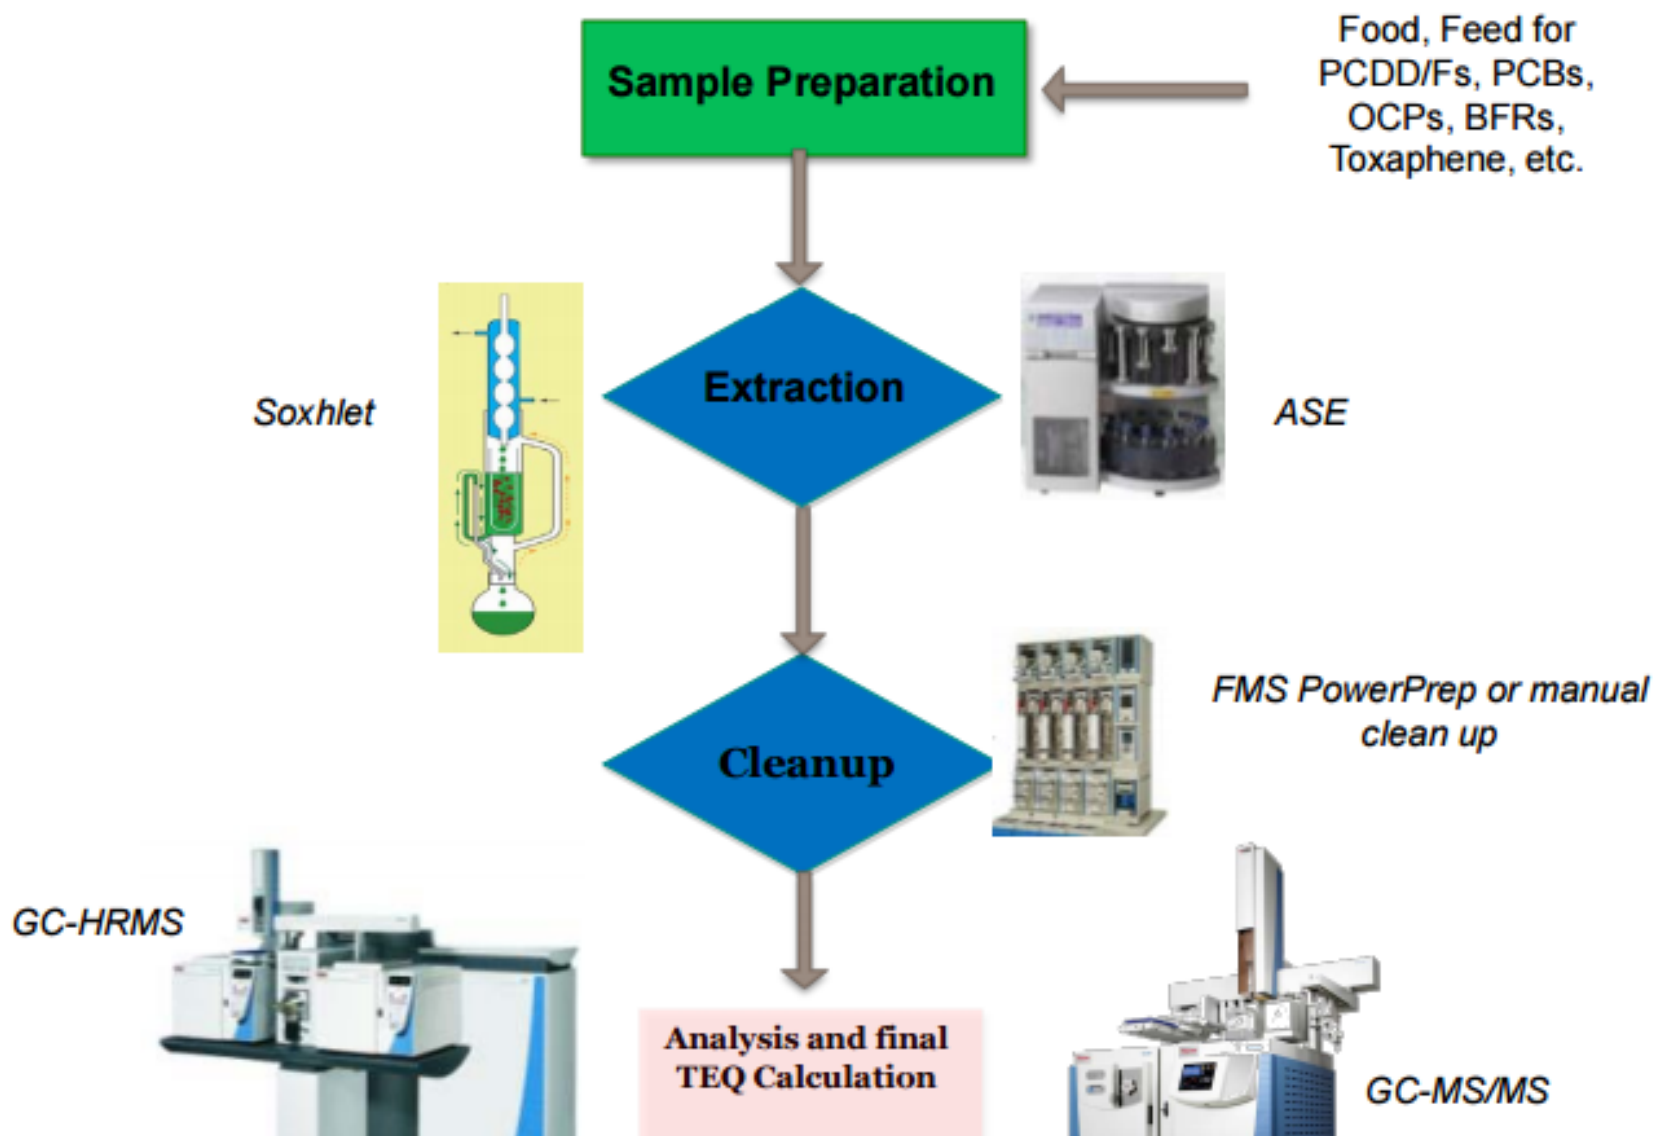 Sample Preparation
Food, Feed for
PCDD/Fs, PCBs,
OCPs, BFRs,
Toxaphene, etc.
Extraction
Soxhlet
ASE
Cleanup
FMS PowerPrep or manual
clean up
GC-HRMS
Analysis and final
TEQ Calculation
GC-MS/MS